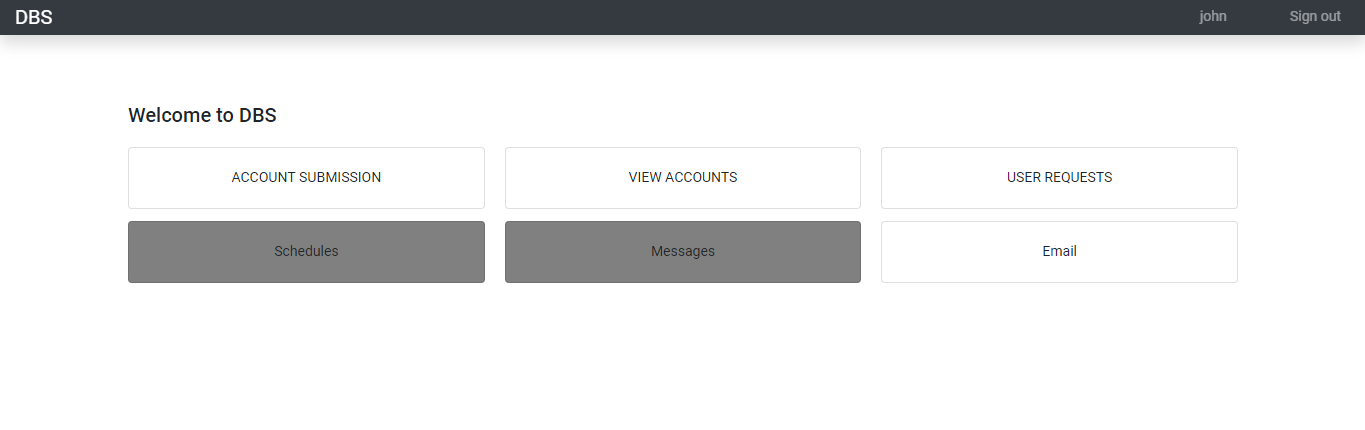 DBS john Sign out
Welcome to DBS
ACCOUNT SUBMISSION VIEW ACCOUNTS USER REQUESTS
Schedules Messages Email